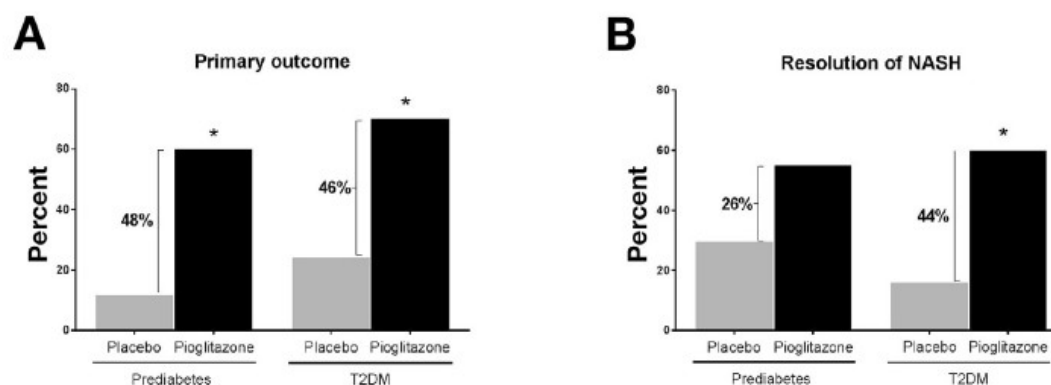 A
Primary outcome
Percent
80
60
40
20
0
48%
*
46%
*
Placebo Pioglitazone Placebo Pioglitazone
Prediabetes T2DM
B
Resolution of NASH
Percent
80
60
40
20
0
26%
44%
*
Placebo Pioglitazone Placebo Pioglitazone
Prediabetes T2DM